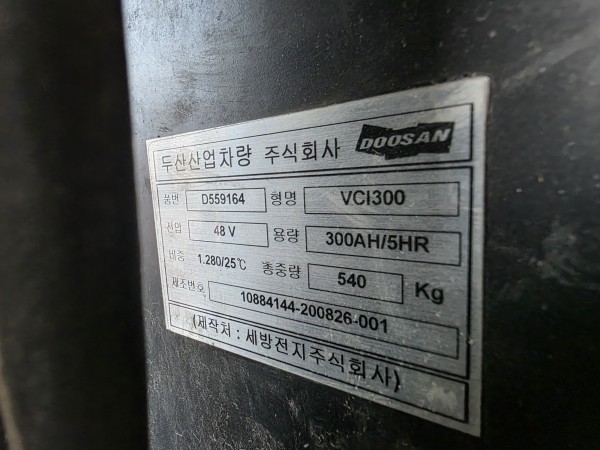 두산산업차량 주식회사 DOOSAN
품번 D559164 형명 VCI300
전압 48 V 용량 300AH/5HR
비중 1.280/25℃ 총중량 540 Kg
제조번호 10884144-200826-001
(제작처 : 세방전지주식회사)